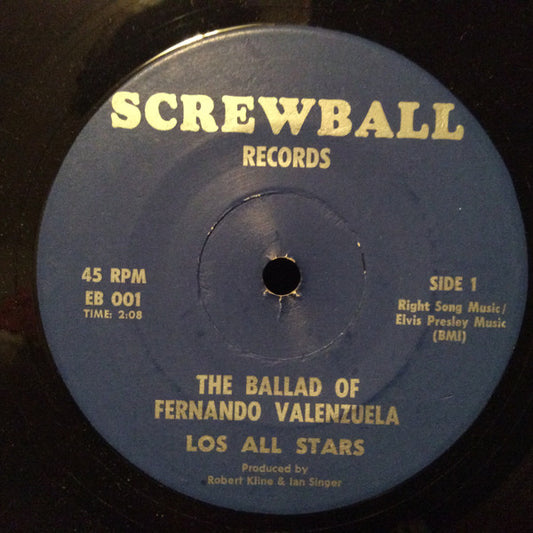 SCREWBALL
RECORDS
45 RPM
EB 001
TIME: 2:08
SIDE 1
Right Song Music/
Elvis Presley Music
(BMI)
THE BALLAD OF
FERNANDO VALENZUELA
LOS ALL STARS
Produced by
Robert Kline & Ian Singer